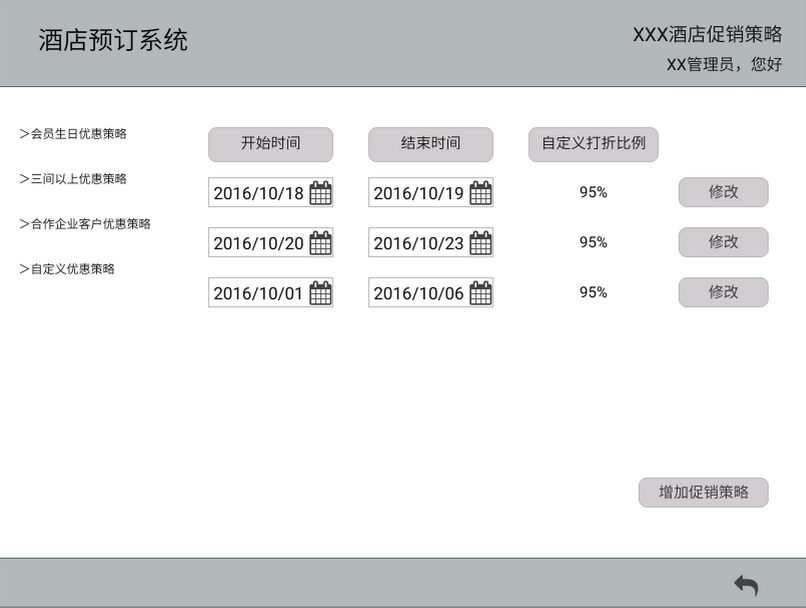 酒店预订系统
XXX酒店促销策略
XX管理员，您好
>会员生日优惠策略
>三间以上优惠策略
>合作企业客户优惠策略
>自定义优惠策略
开始时间 结束时间 自定义打折比例
2016/10/18 2016/10/19 95% 修改
2016/10/20 2016/10/23 95% 修改
2016/10/01 2016/10/06 95% 修改
增加促销策略